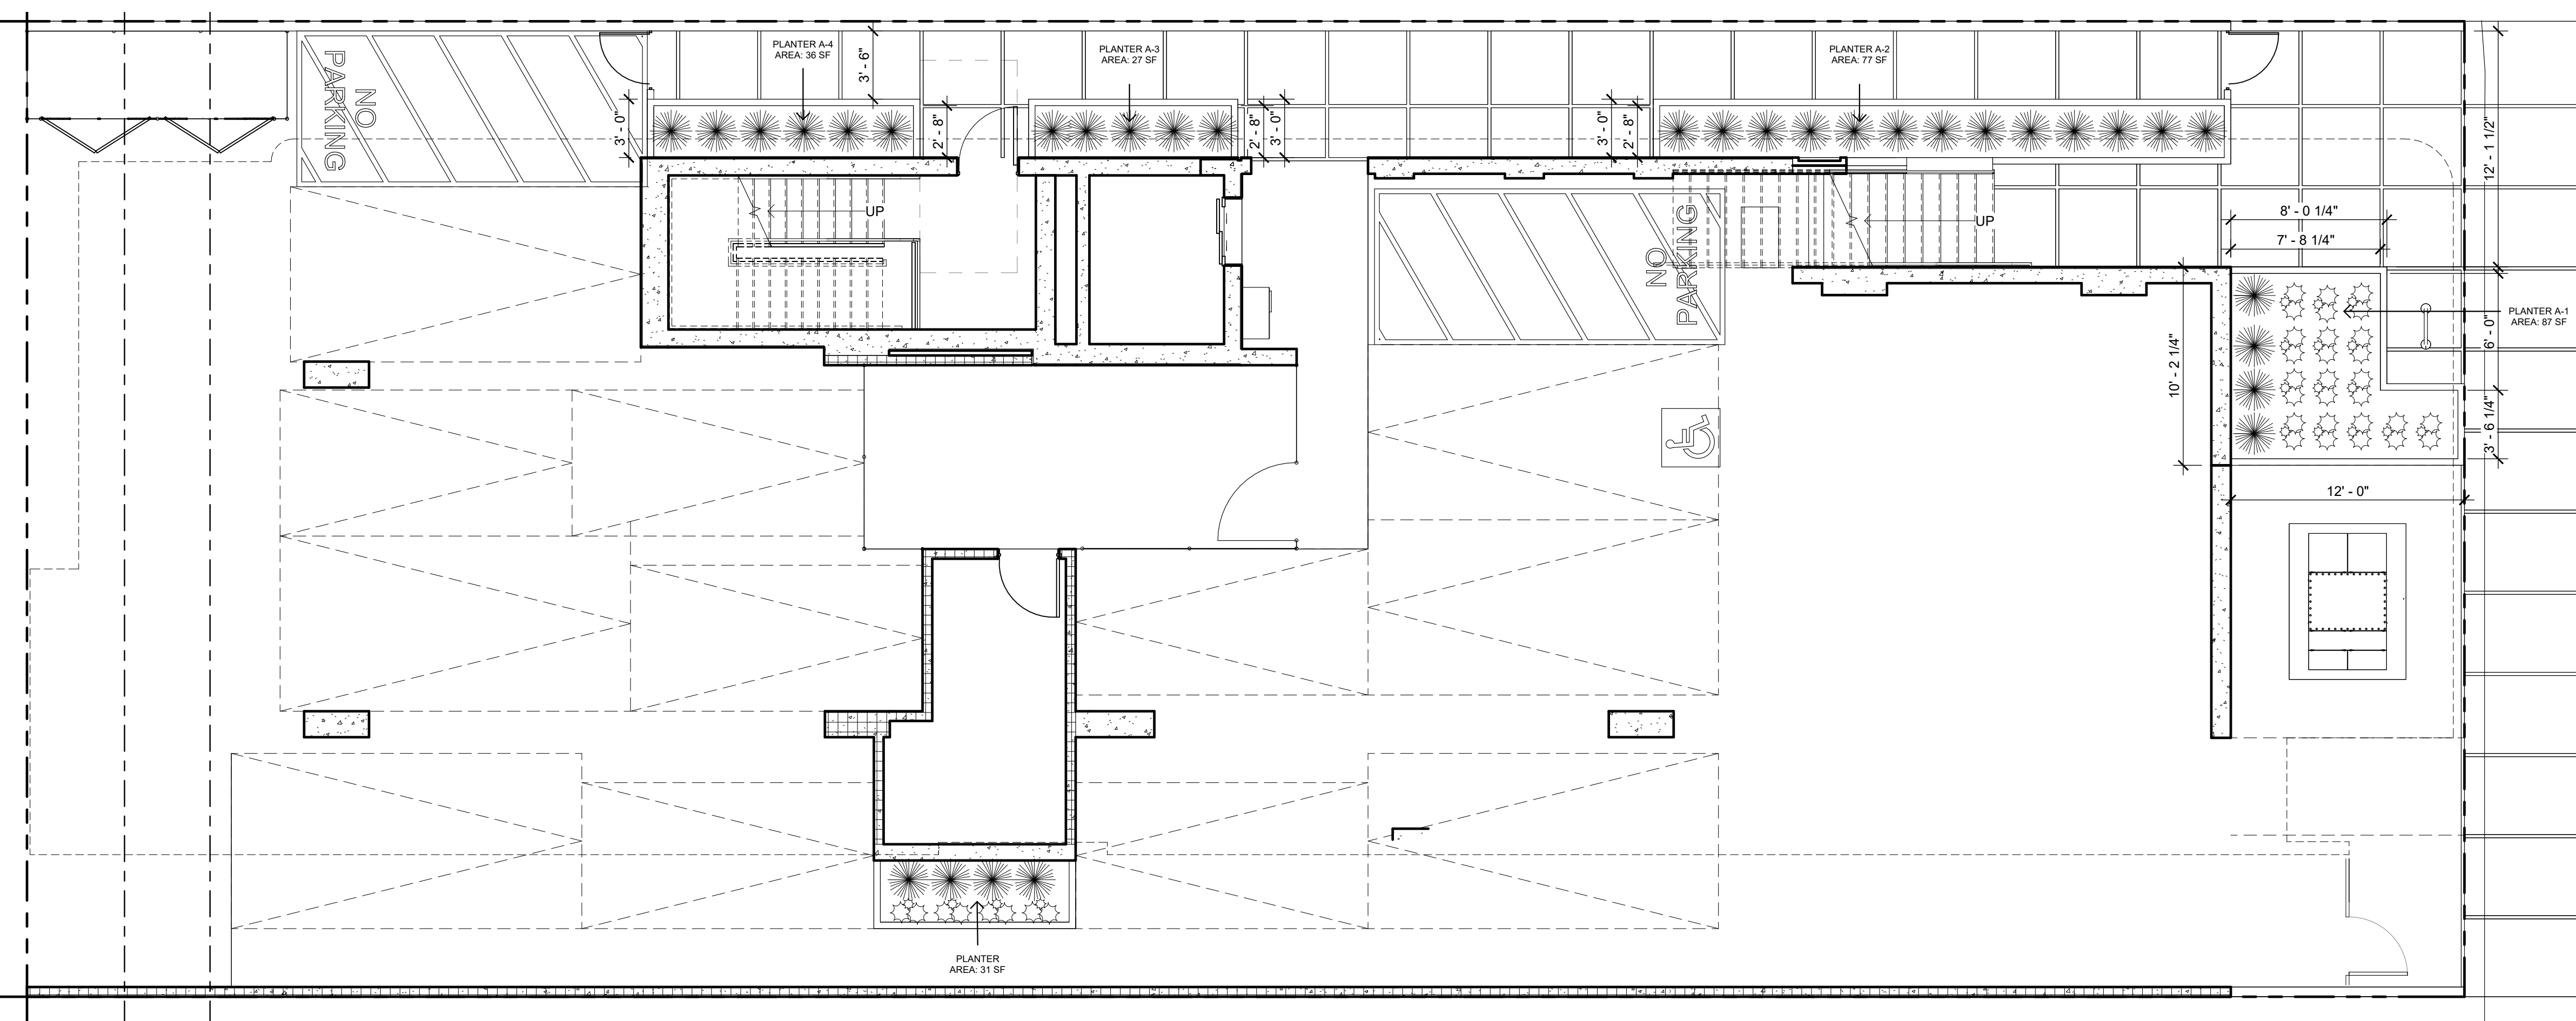 PLANTER A-4
AREA: 36 SF
3' - 6"
PLANTER A-3
AREA: 27 SF
PLANTER A-2
AREA: 77 SF
NO
PARKING
3' - 0"
2' - 8"
2' - 8"
3' - 0"
3' - 0"
2' - 8"
12' - 1 1/2"
UP
UP
NO
PARKING
8' - 0 1/4"
7' - 8 1/4"
PLANTER A-1
AREA: 87 SF
6' - 0"
10' - 2 1/4"
3' - 6 1/4"
12' - 0"
PLANTER
AREA: 31 SF